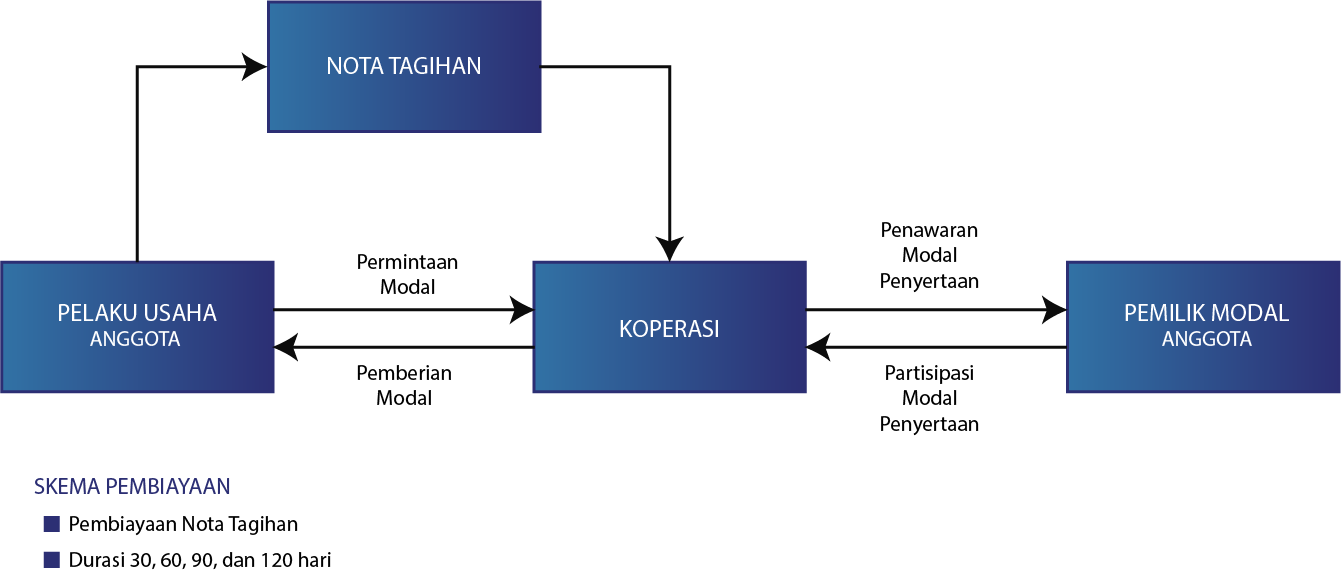 NOTA TAGIHAN
Permintaan
Modal
Penawaran
Modal
Penyertaan
PELAKU USAHA
ANGGOTA
KOPERASI
PEMILIK MODAL
ANGGOTA
Pemberian
Modal
Partisipasi
Modal
Penyertaan
SKEMA PEMBIAYAAN
Pembiayaan Nota Tagihan
Durasi 30, 60, 90, dan 120 hari